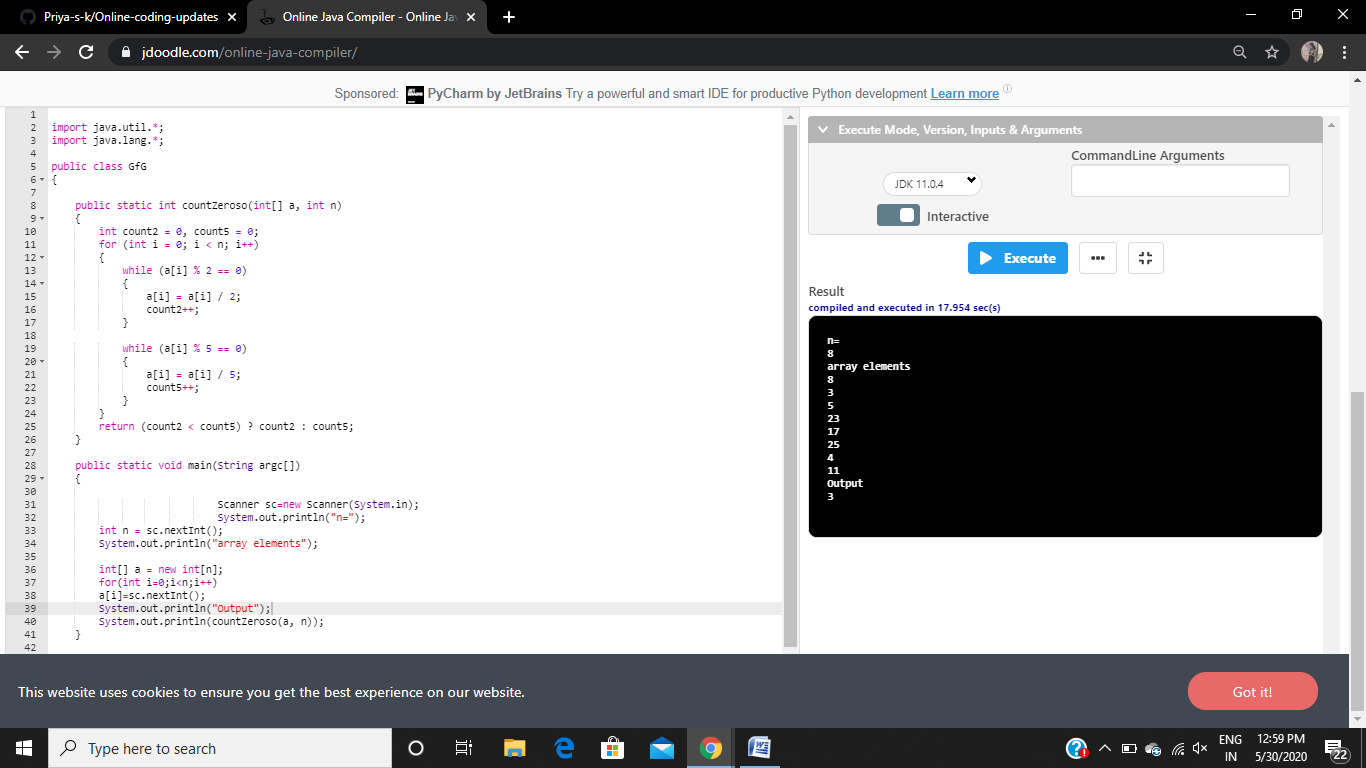 Priya-s-k/Online-coding-updates
Online Java Compiler - Online Ja
jdoodle.com/online-java-compiler/
Sponsored: PyCharm by JetBrains Try a powerful and smart IDE for productive Python development Learn more
1
2 import java.util.*;
3 import java.lang.*;
4
5 public class GfG
6 {
7
8 public static int countZeroso(int[] a, int n)
9 {
10 int count2 = 0, count5 = 0;
11 for (int i = 0; i < n; i++)
12 {
13 while (a[i] % 2 == 0)
14 {
15 a[i] = a[i] / 2;
16 count2++;
17 }
18
19 while (a[i] % 5 == 0)
20 {
21 a[i] = a[i] / 5;
22 count5++;
23 }
24 }
25 return (count2 < count5) ? count2 : count5;
26 }
27
28 public static void main(String argc[])
29 {
30
31 Scanner sc=new Scanner(System.in);
32 System.out.println("n=");
33 int n = sc.nextInt();
34 System.out.println("array elements");
35
36 int[] a = new int[n];
37 for(int i=0;i<n;i++)
38 a[i]=sc.nextInt();
39 System.out.println("Output");
40 System.out.println(countZeroso(a, n));
41 }
42
Execute Mode, Version, Inputs & Arguments
CommandLine Arguments
JDK 11.0.4
Interactive
Execute
Result
compiled and executed in 17.954 sec(s)
n=
8
array elements
8
3
5
23
17
25
4
11
Output
3
This website uses cookies to ensure you get the best experience on our website.
Got it!
Type here to search
ENG
IN
12:59 PM
5/30/2020
22